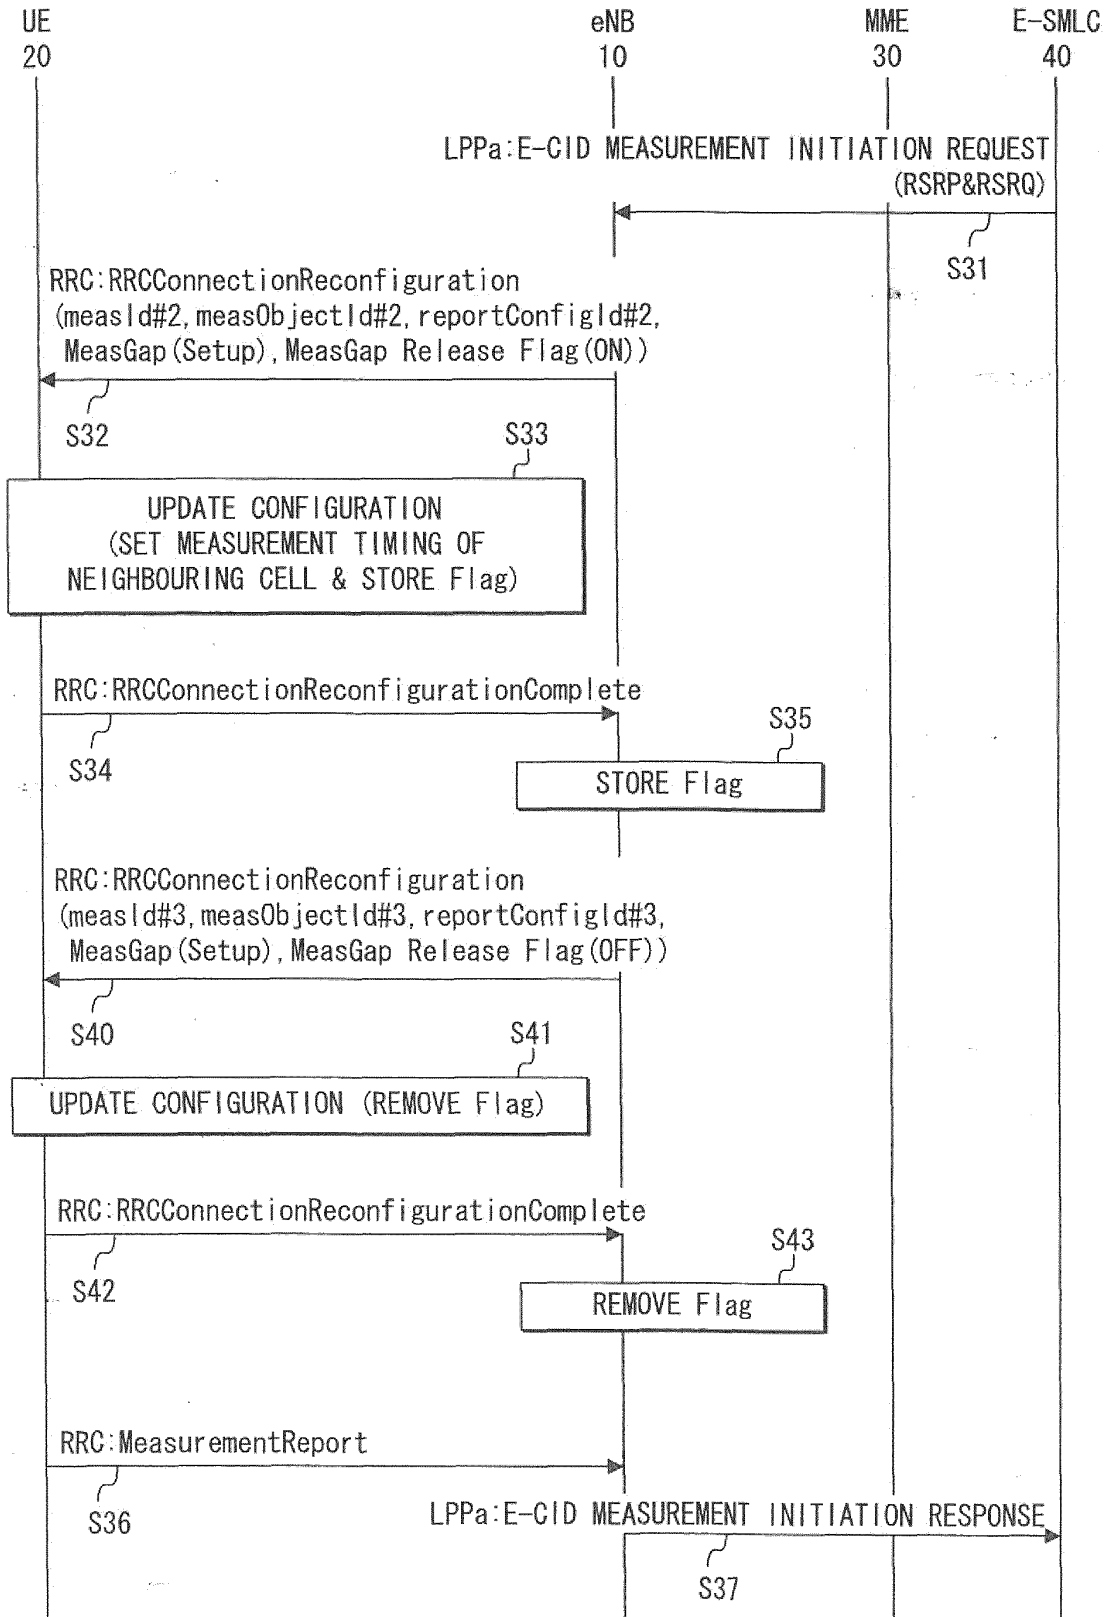 UE eNB MME E-SMLC
20 10 30 40
LPPa:E-CID MEASUREMENT INITIATION REQUEST
(RSRP&RSRQ)
S31
RRC:RRCConnectionReconfiguration
(measId#2,measObjectId#2,reportConfigId#2,
MeasGap(Setup),MeasGap Release Flag(ON))
S32
S33
UPDATE CONFIGURATION
(SET MEASUREMENT TIMING OF
NEIGHBOURING CELL & STORE Flag)
RRC:RRCConnectionReconfigurationComplete
S34
S35
STORE Flag
RRC:RRCConnectionReconfiguration
(measId#3,measObjectId#3,reportConfigId#3,
MeasGap(Setup),MeasGap Release Flag(OFF))
S40
S41
UPDATE CONFIGURATION (REMOVE Flag)
RRC:RRCConnectionReconfigurationComplete
S42
S43
REMOVE Flag
RRC:MeasurementReport
S36
LPPa:E-CID MEASUREMENT INITIATION RESPONSE
S37